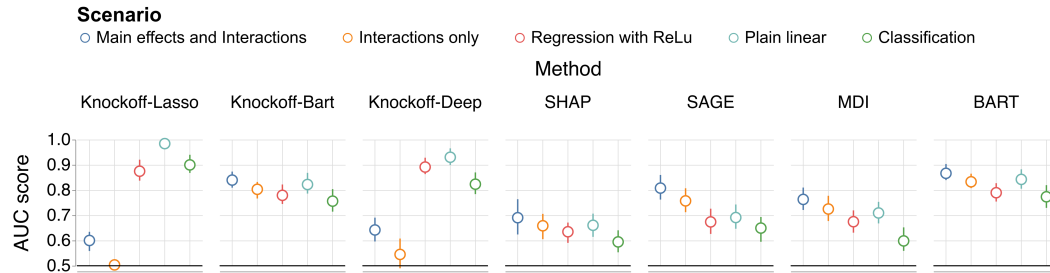 Scenario
Main effects and Interactions Interactions only Regression with ReLu Plain linear Classification
Method
Knockoff-Lasso Knockoff-Bart Knockoff-Deep SHAP SAGE MDI BART
AUC score
1.0
0.9
0.8
0.7
0.6
0.5